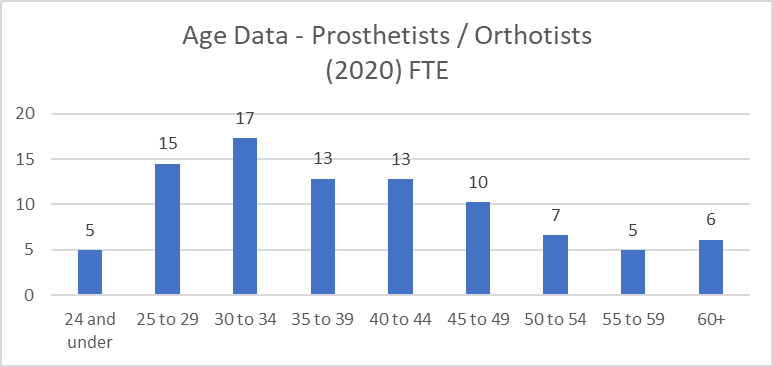 Age Data - Prosthetists / Orthotists
(2020) FTE
20
15
10
5
0
5
15
17
13
13
10
7
5
6
24 and
under
25 to 29
30 to 34
35 to 39
40 to 44
45 to 49
50 to 54
55 to 59
60+